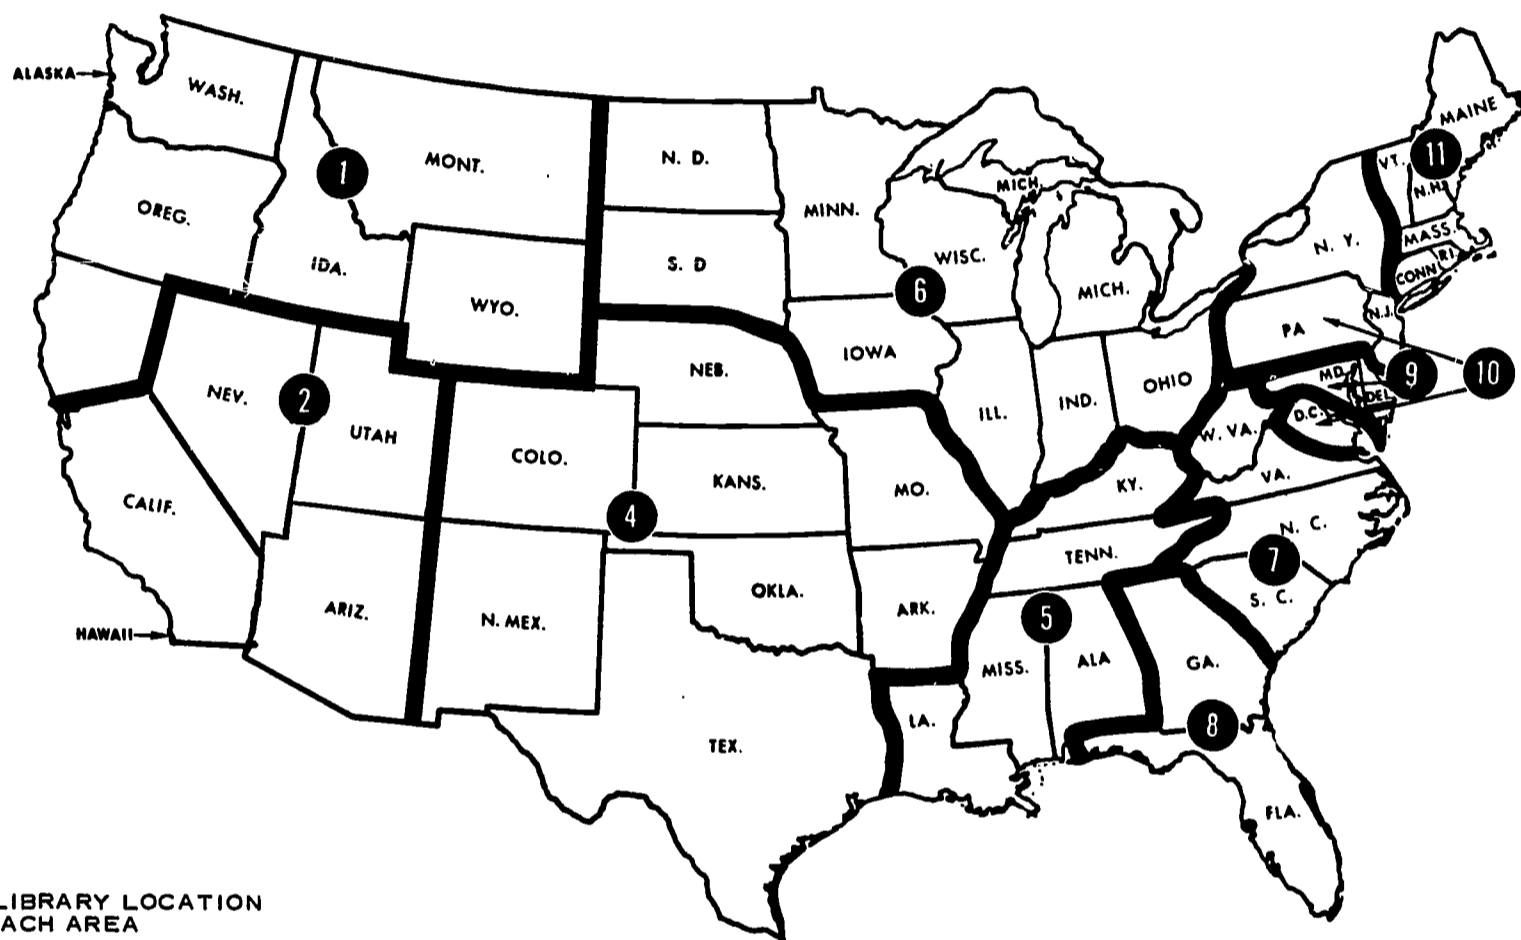 ALASKA
WASH.
MAINE
MONT.
N. D.
VT.
11
1
MICH.
N.H.
OREG.
MINN.
MASS.
N. Y.
WISC.
R.I.
IDA.
S. D
CONN.
MICH.
6
WYO.
N.J.
PA
IOWA
NEB.
MD.
9
10
OHIO
NEV.
2
DEL.
IND.
ILL.
D.C.
UTAH
W. VA.
COLO.
KANS.
KY.
VA.
MO.
CALIF.
4
N. C.
TENN.
7
OKLA.
S. C.
ARIZ.
ARK.
5
N. MEX.
HAWAII
MISS.
ALA
GA.
LA.
8
TEX.
FLA.
LIBRARY LOCATION
ACH AREA